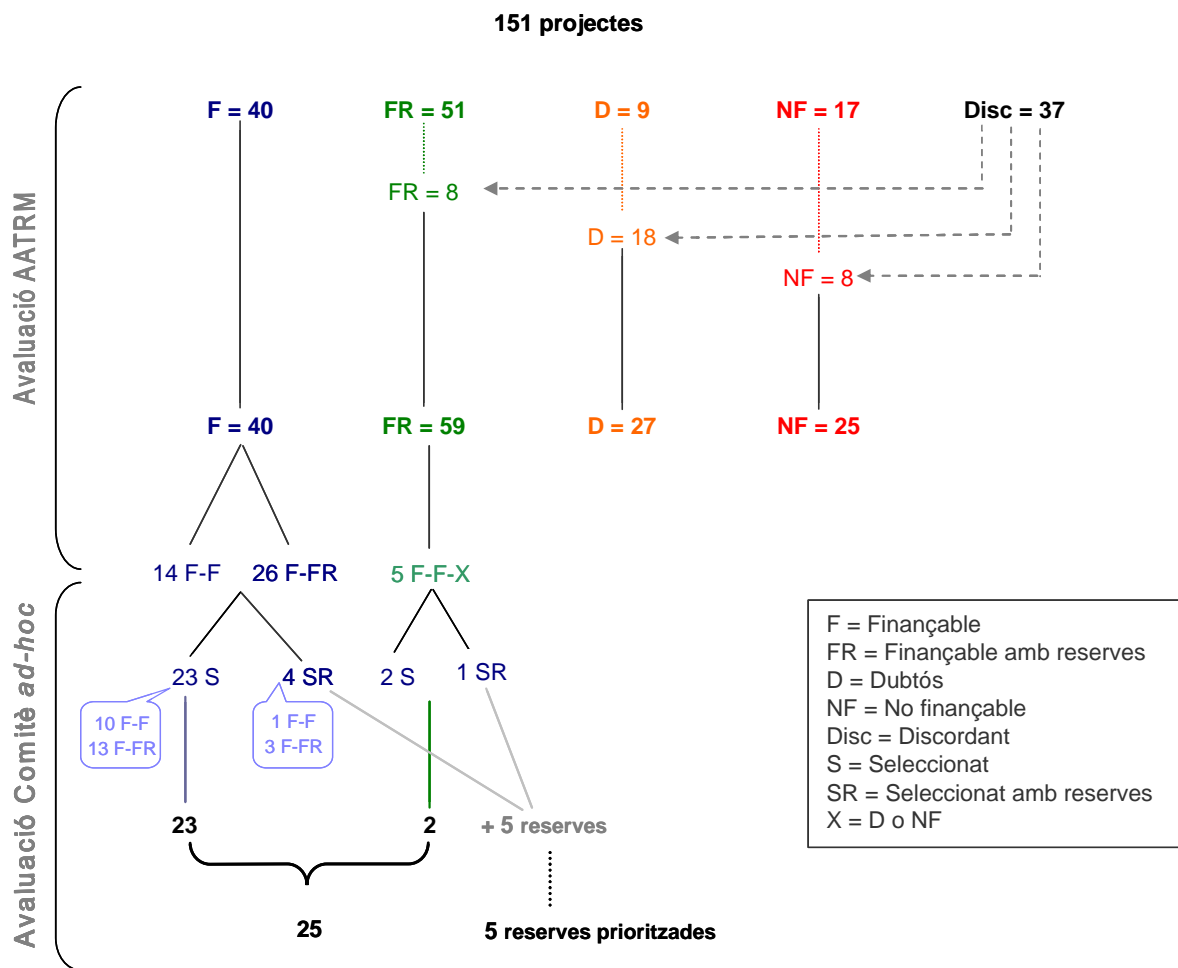 151 projectes
Avaluació AATRM
F = 40
FR = 51
D = 9
NF = 17
Disc = 37
FR = 8
D = 18
NF = 8
F = 40
FR = 59
D = 27
NF = 25
14 F-F
26 F-FR
5 F-F-X
Avaluació Comitè ad-hoc
23 S
4 SR
2 S
1 SR
10 F-F
13 F-FR
1 F-F
3 F-FR
23
2
+ 5 reserves
25
5 reserves prioritzades
F = Finançable
FR = Finançable amb reserves
D = Dubtós
NF = No finançable
Disc = Discordant
S = Seleccionat
SR = Seleccionat amb reserves
X = D o NF